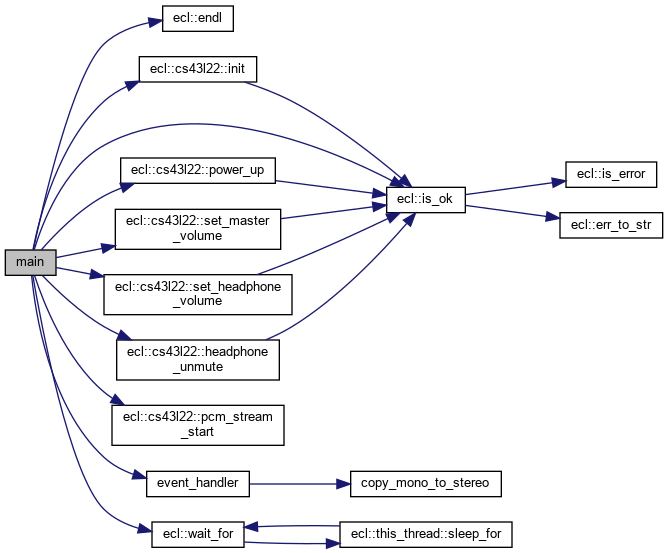 main
ecl::endl
ecl::cs43l22::init
ecl::cs43l22::power_up
ecl::cs43l22::set_master
_volume
ecl::cs43l22::set_headphone
_volume
ecl::cs43l22::headphone
_unmute
ecl::cs43l22::pcm_stream
_start
event_handler
ecl::wait_for
ecl::is_ok
copy_mono_to_stereo
ecl::this_thread::sleep_for
ecl::is_error
ecl::err_to_str